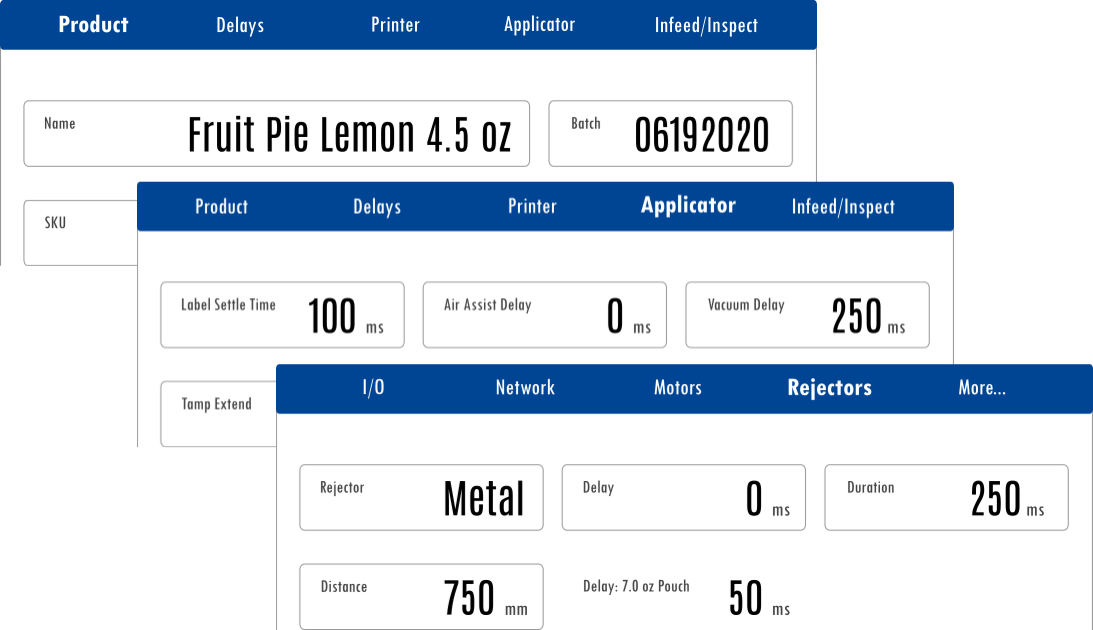 Product Delays Printer Applicator Infeed/Inspect
Name Fruit Pie Lemon 4.5 oz Batch 06192020
SKU
Product Delays Printer Applicator Infeed/Inspect
Label Settle Time 100 ms Air Assist Delay 0 ms Vacuum Delay 250 ms
Tamp Extend
I/O Network Motors Rejectors More...
Rejector Metal Delay 0 ms Duration 250 ms
Distance 750 mm Delay: 7.0 oz Pouch 50 ms